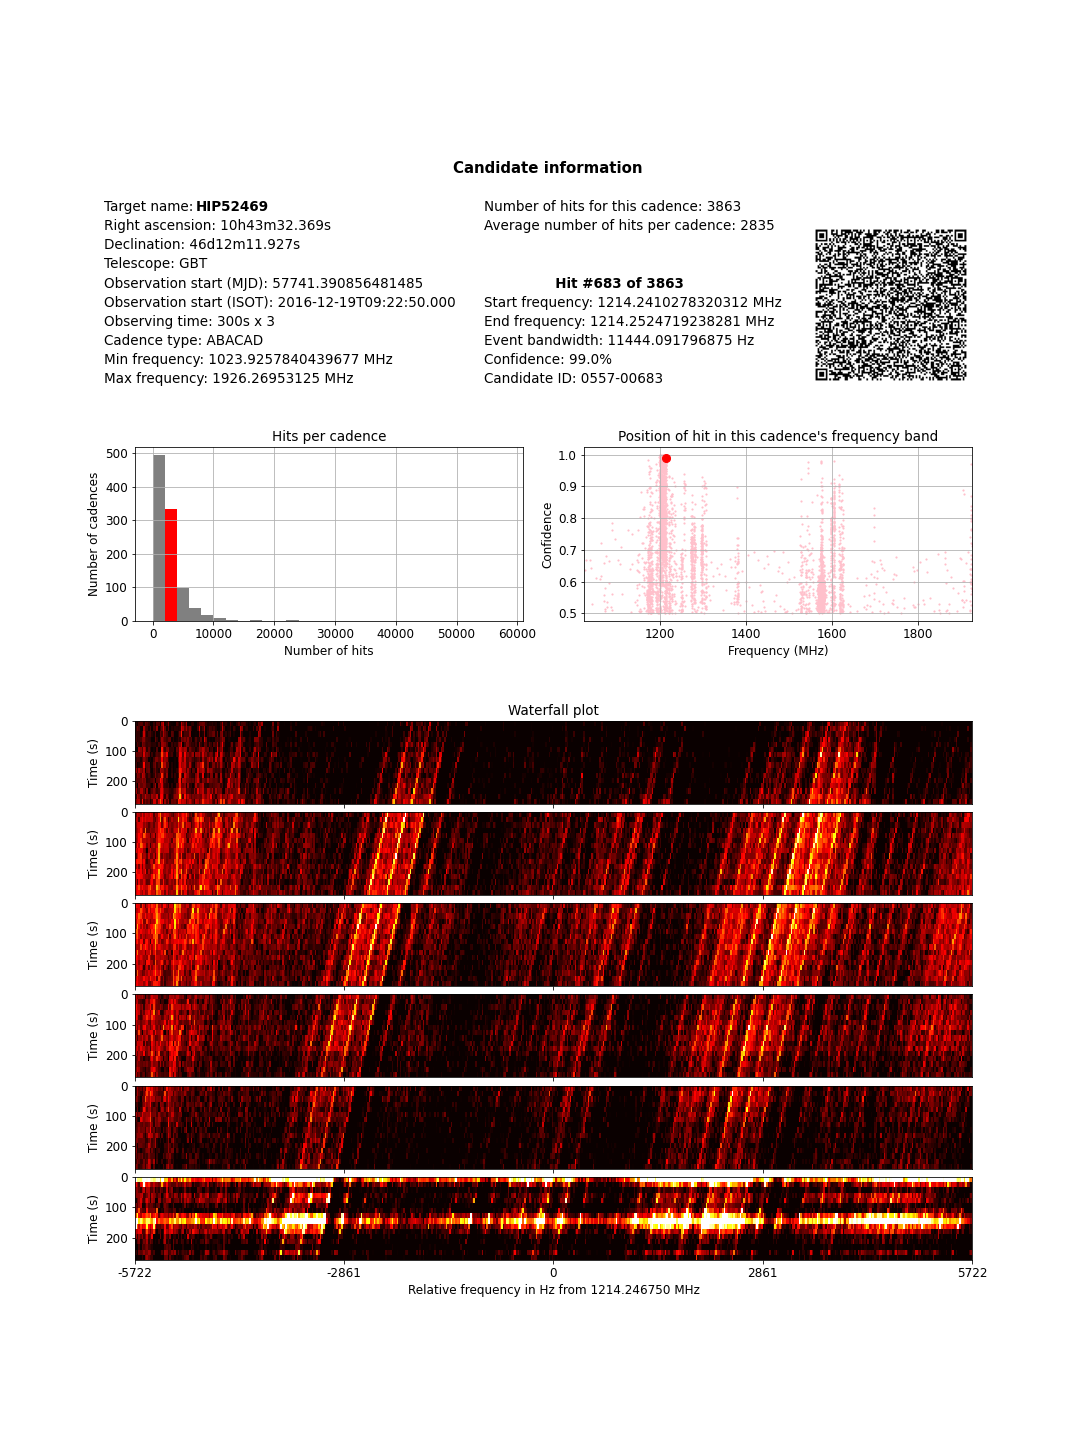 Candidate information
Target name: HIP52469
Right ascension: 10h43m32.369s
Declination: 46d12m11.927s
Telescope: GBT
Observation start (MJD): 57741.390856481485
Observation start (ISOT): 2016-12-19T09:22:50.000
Observing time: 300s x 3
Cadence type: ABACAD
Min frequency: 1023.9257840439677 MHz
Max frequency: 1926.26953125 MHz
Number of hits for this cadence: 3863
Average number of hits per cadence: 2835
Hit #683 of 3863
Start frequency: 1214.2410278320312 MHz
End frequency: 1214.2524719238281 MHz
Event bandwidth: 11444.091796875 Hz
Confidence: 99.0%
Candidate ID: 0557-00683
Hits per cadence
Number of cadences
500
400
300
200
100
0
0 10000 20000 30000 40000 50000 60000
Number of hits
Position of hit in this cadence's frequency band
Confidence
1.0
0.9
0.8
0.7
0.6
0.5
1200 1400 1600 1800
Frequency (MHz)
Waterfall plot
Time (s)
0
100
200
Time (s)
0
100
200
Time (s)
0
100
200
Time (s)
0
100
200
Time (s)
0
100
200
Time (s)
0
100
200
-5722 -2861 0 2861 5722
Relative frequency in Hz from 1214.246750 MHz